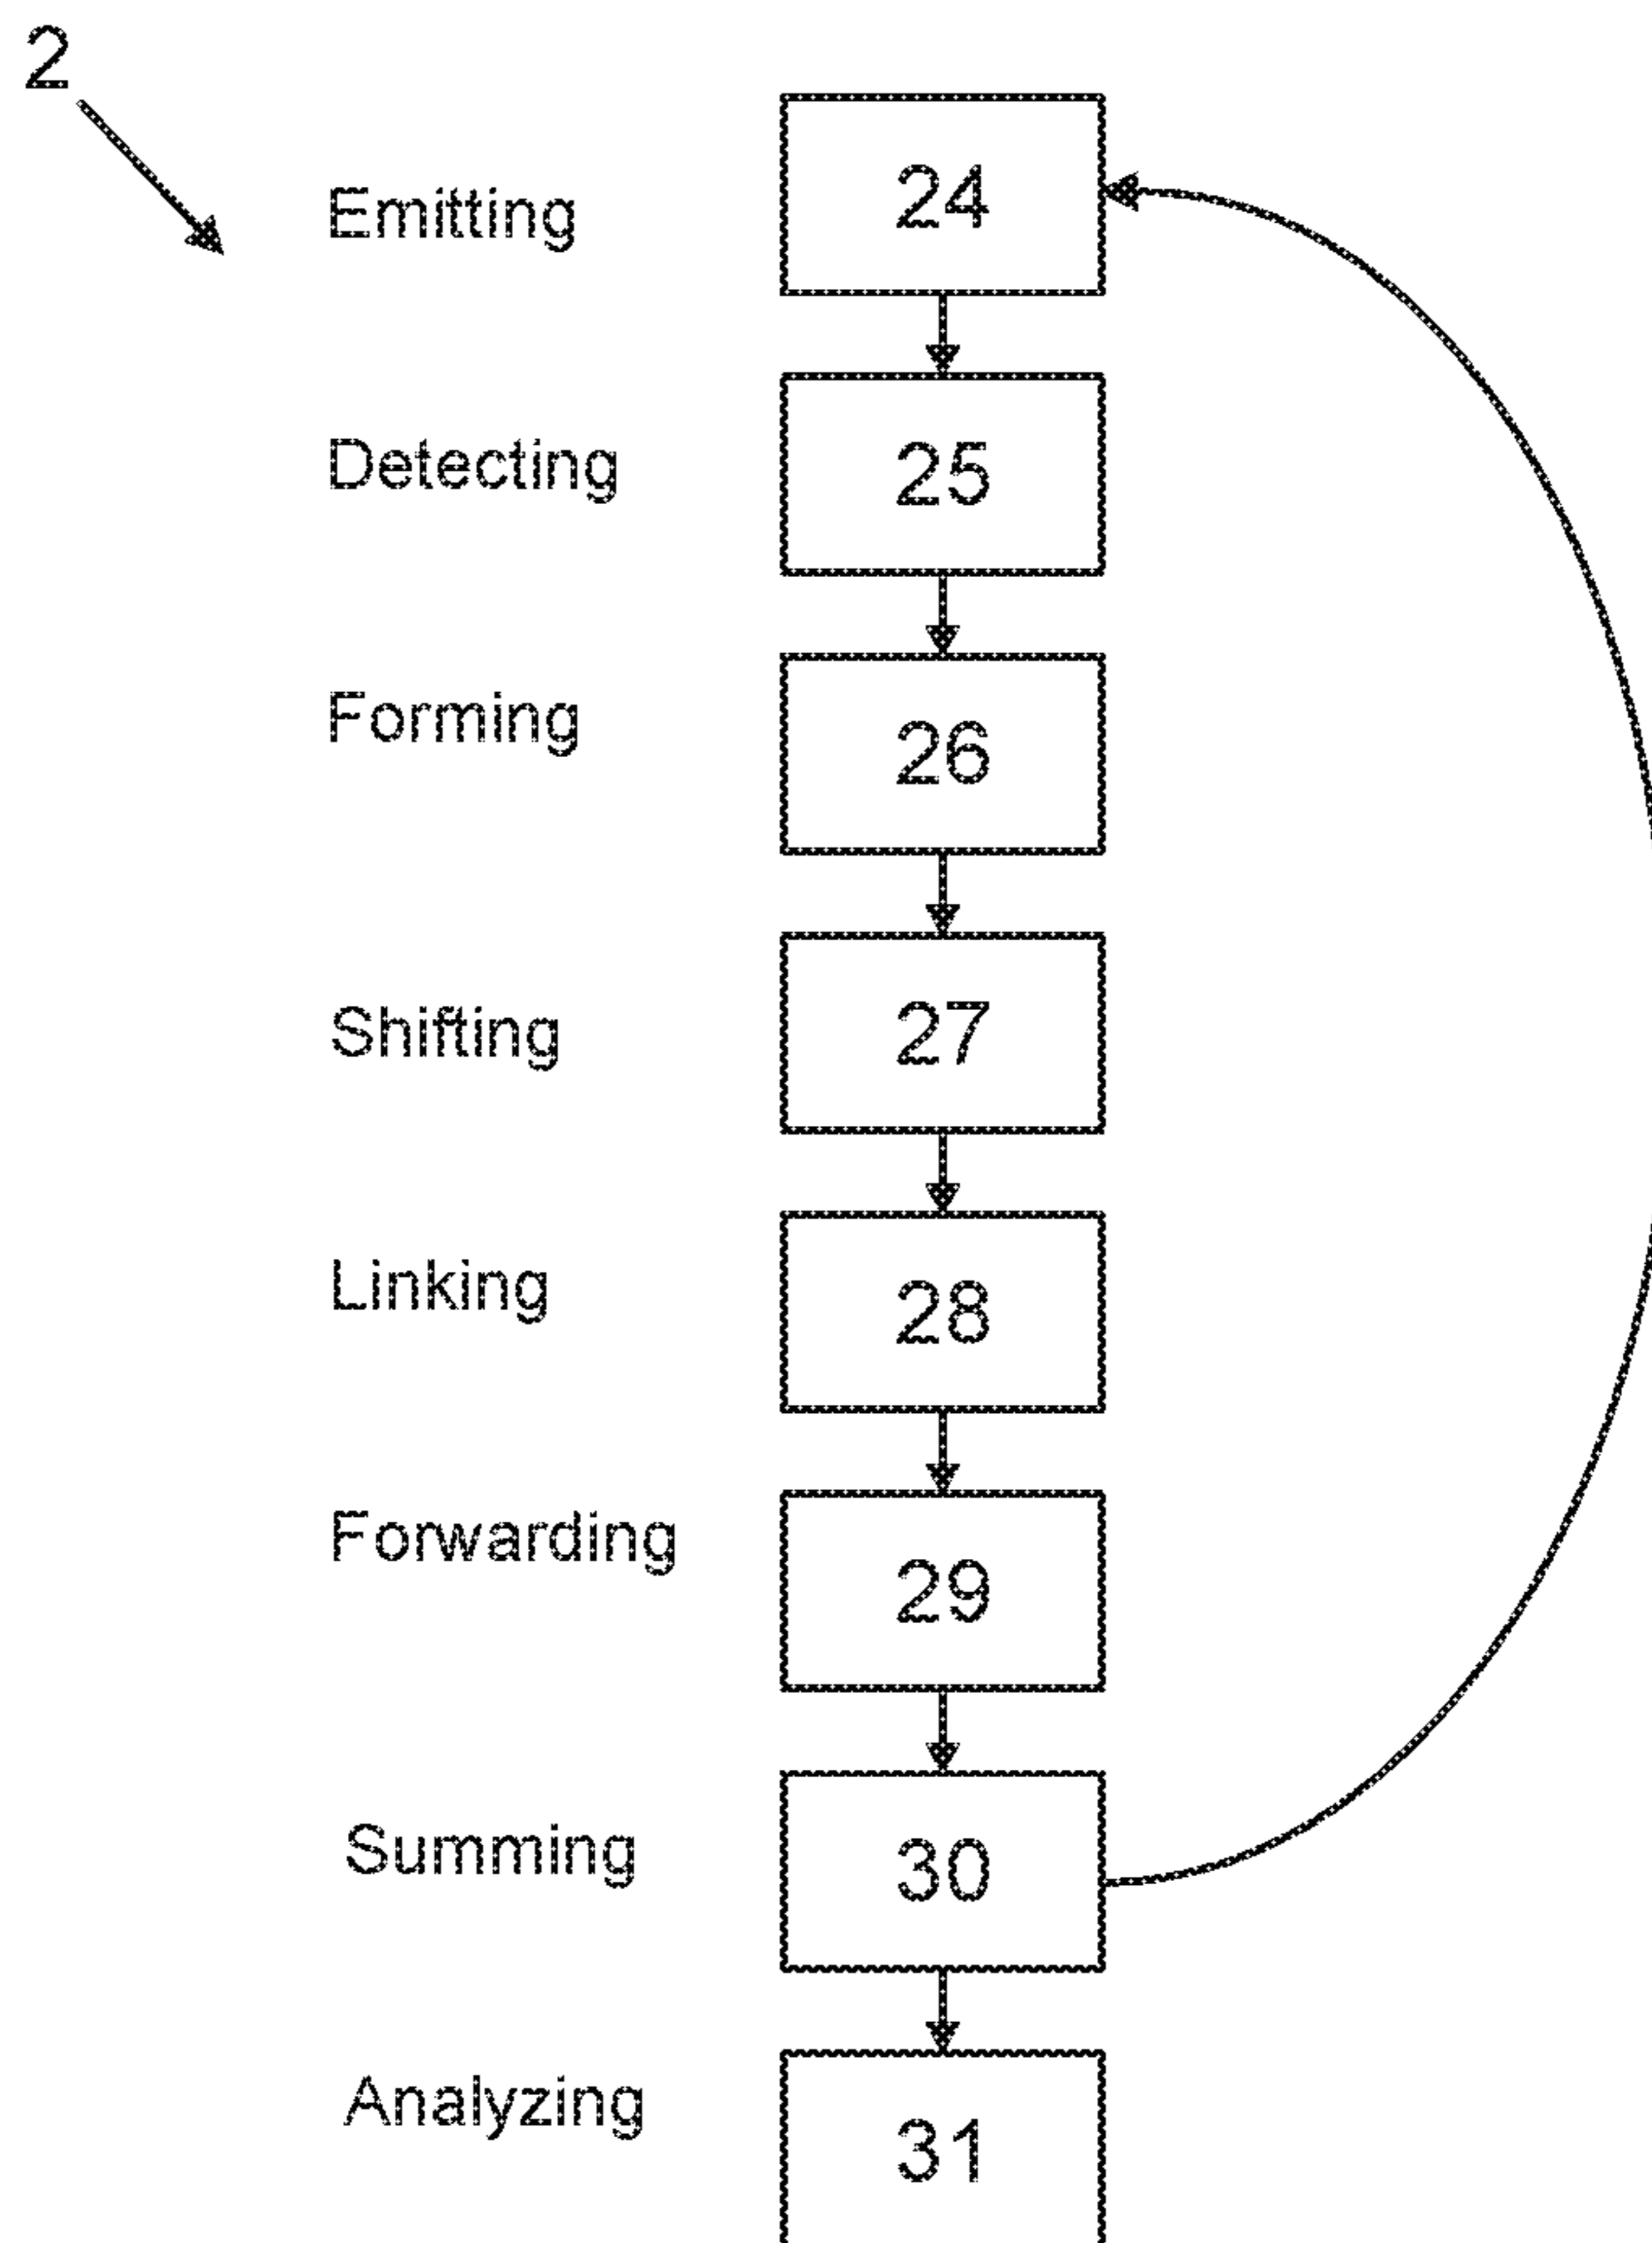 2
Emitting 24
Detecting 25
Forming 26
Shifting 27
Linking 28
Forwarding 29
Summing 30
Analyzing 31